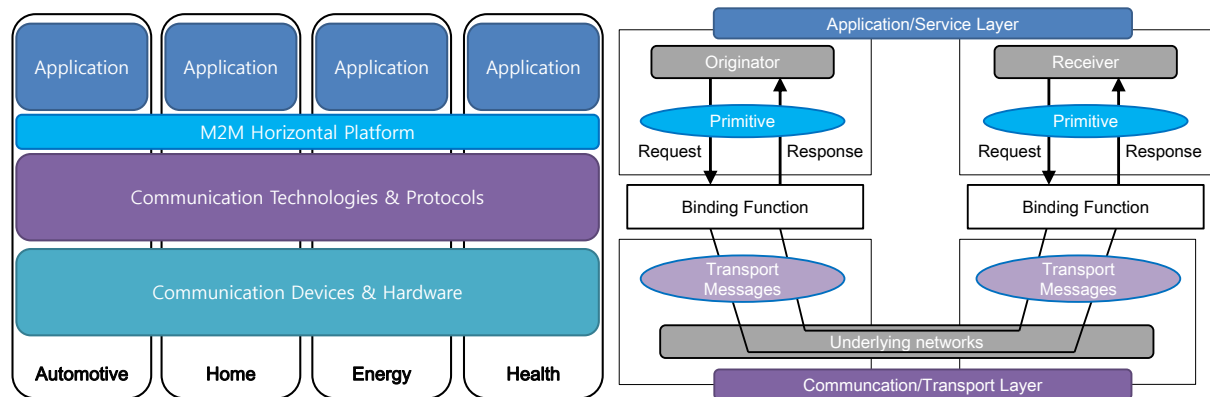 Application
Application
Application
Application
M2M Horizontal Platform
Communication Technologies & Protocols
Communication Devices & Hardware
Automotive
Home
Energy
Health
Application/Service Layer
Originator
Receiver
Primitive
Primitive
Request
Response
Request
Response
Binding Function
Binding Function
Transport
Messages
Transport
Messages
Underlying networks
Communcation/Transport Layer